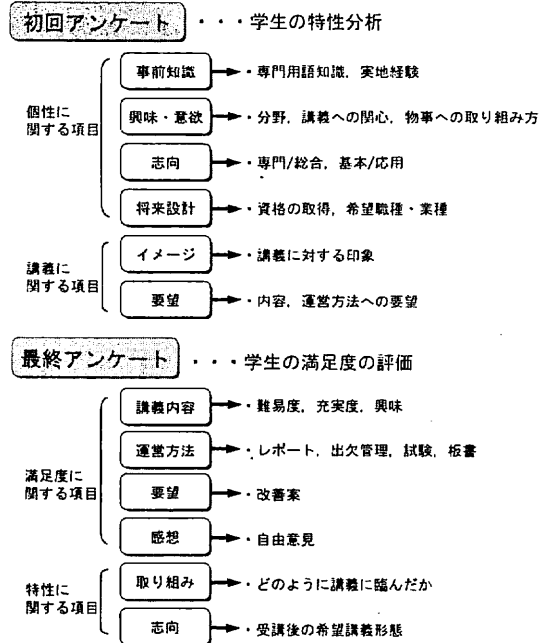 初回アンケート ・・・学生の特性分析
個性に
関する項目
事前知識 ・専門用語知識, 実地経験
興味・意欲 ・分野, 講義への関心, 物事への取り組み方
志向 ・専門/総合, 基本/応用
将来設計 ・資格の取得, 希望職種・業種
講義に
関する項目
イメージ ・講義に対する印象
要望 ・内容, 運営方法への要望
最終アンケート ・・・学生の満足度の評価
満足度に
関する項目
講義内容 ・難易度, 充実度, 興味
運営方法 ・レポート, 出欠管理, 試験, 板書
要望 ・改善案
感想 ・自由意見
特性に
関する項目
取り組み ・どのように講義に臨んだか
志向 ・受講後の希望講義形態